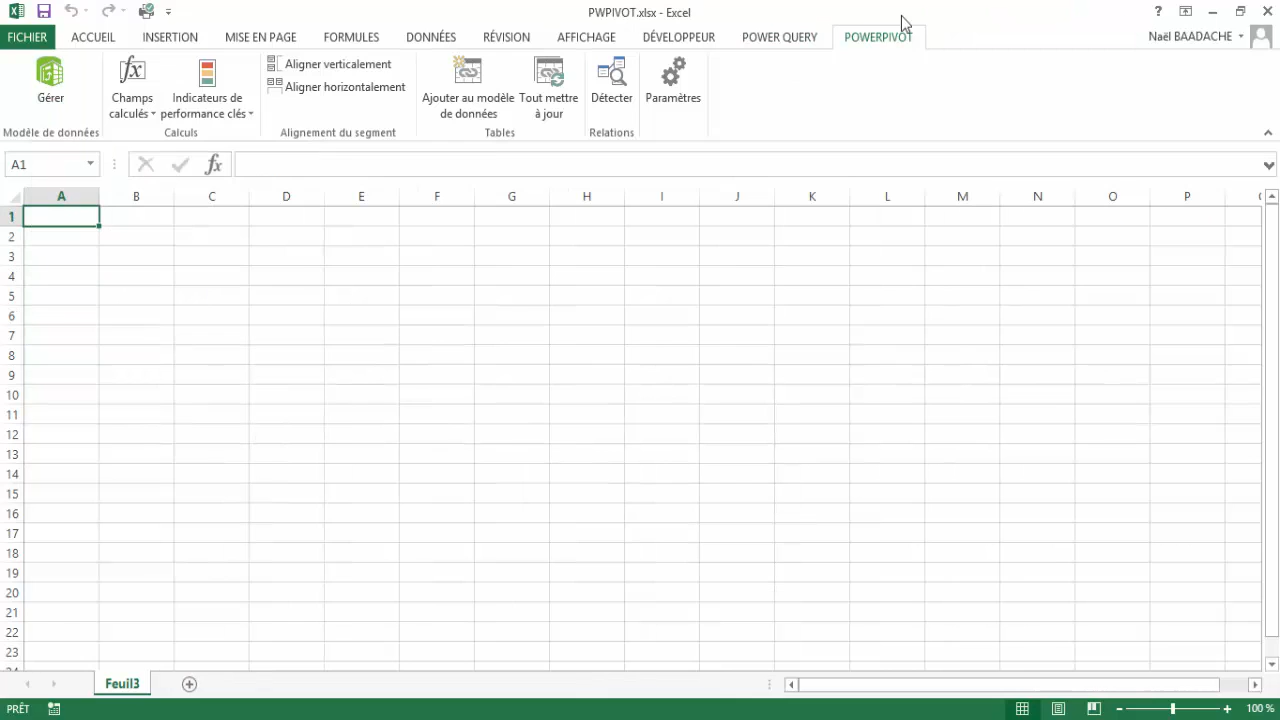 PWPIVOT.xlsx - Excel
?
FICHIER ACCUEIL INSERTION MISE EN PAGE FORMULES DONNÉES RÉVISION AFFICHAGE DÉVELOPPEUR POWER QUERY POWERPIVOT Naël BAADACHE
Gérer
Modèle de données
fx
Champs
calculés
Indicateurs de
performance clés
Calculs
Aligner verticalement
Aligner horizontalement
Alignement du segment
Ajouter au modèle
de données
Tout mettre
à jour
Tables
Détecter
Relations
Paramètres
A1 fx
A B C D E F G H I J K L M N O P
1
2
3
4
5
6
7
8
9
10
11
12
13
14
15
16
17
18
19
20
21
22
23
Feuil3
PRÊT 100 %